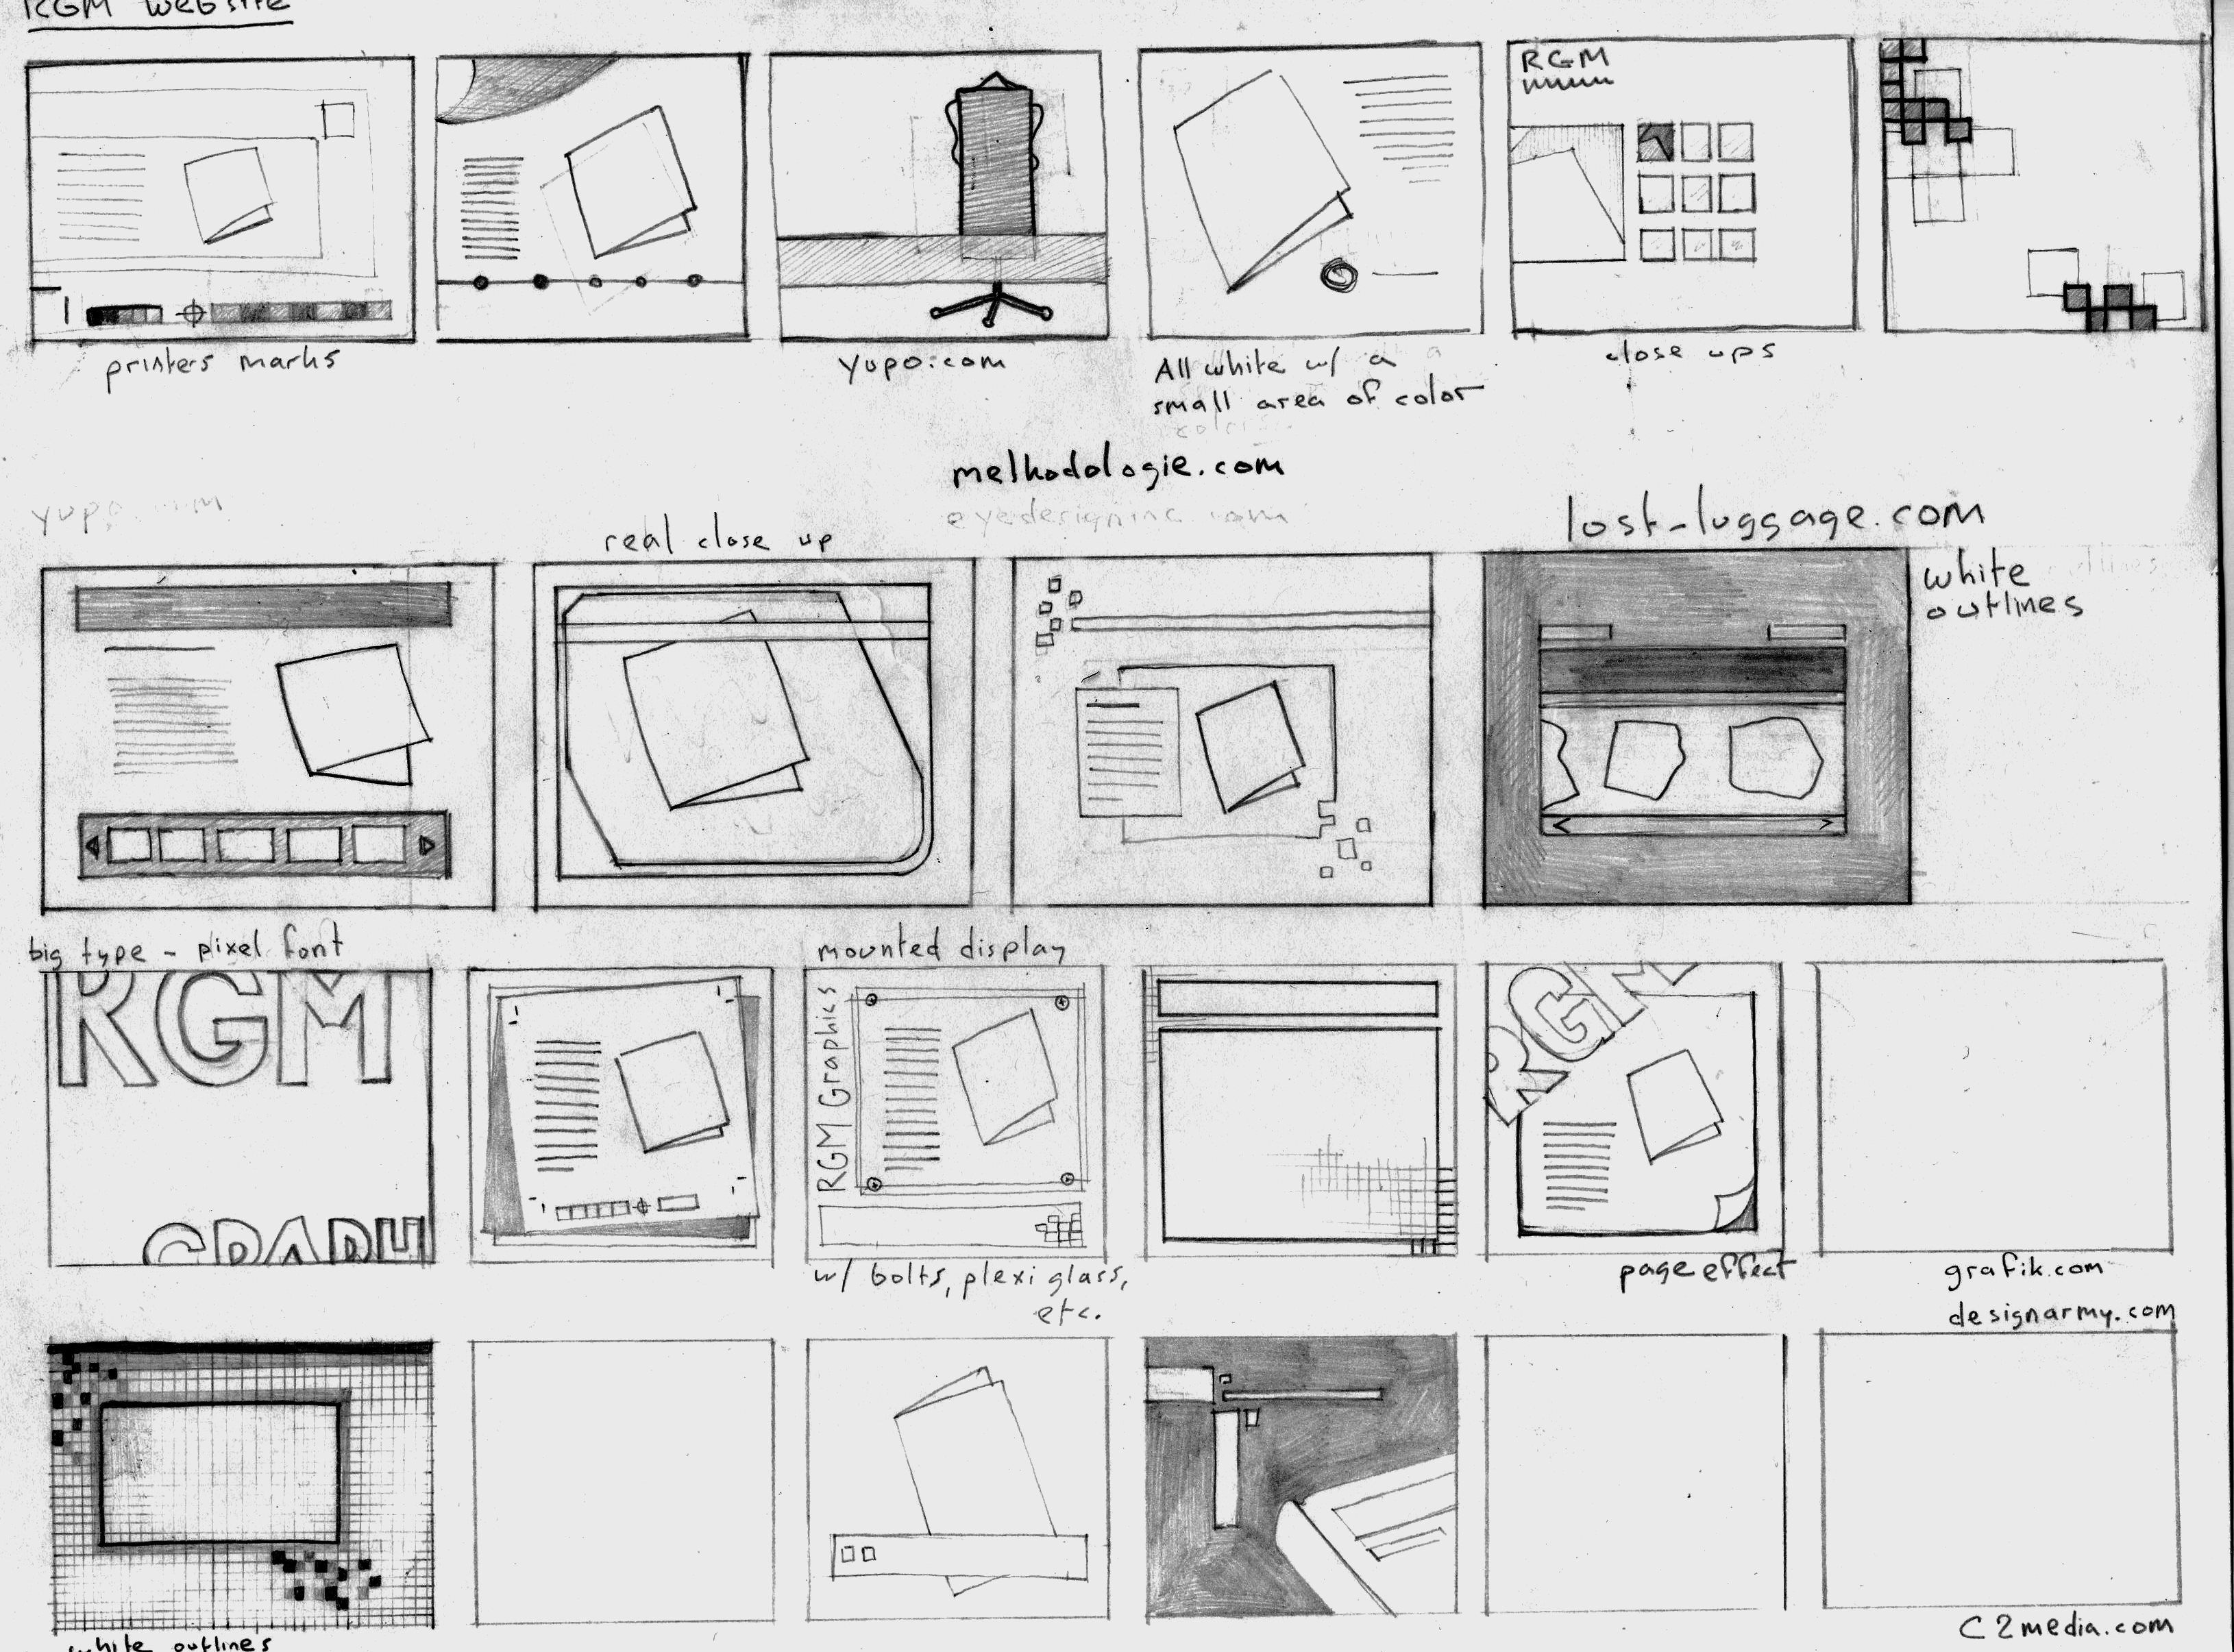 RGM website
RGM
printers marks
yupo.com
All white w/ a
small area of color
close ups
color
methodologie.com
yupo.com
eyedesigninc.com
lost-luggage.com
real close up
white
outlines
big type - pixel font
mounted display
RGM
GRAPH
RGM Graphics
RGM
w/ bolts, plexi glass,
etc.
page effect
grafik.com
designarmy.com
white outlines
C2media.com